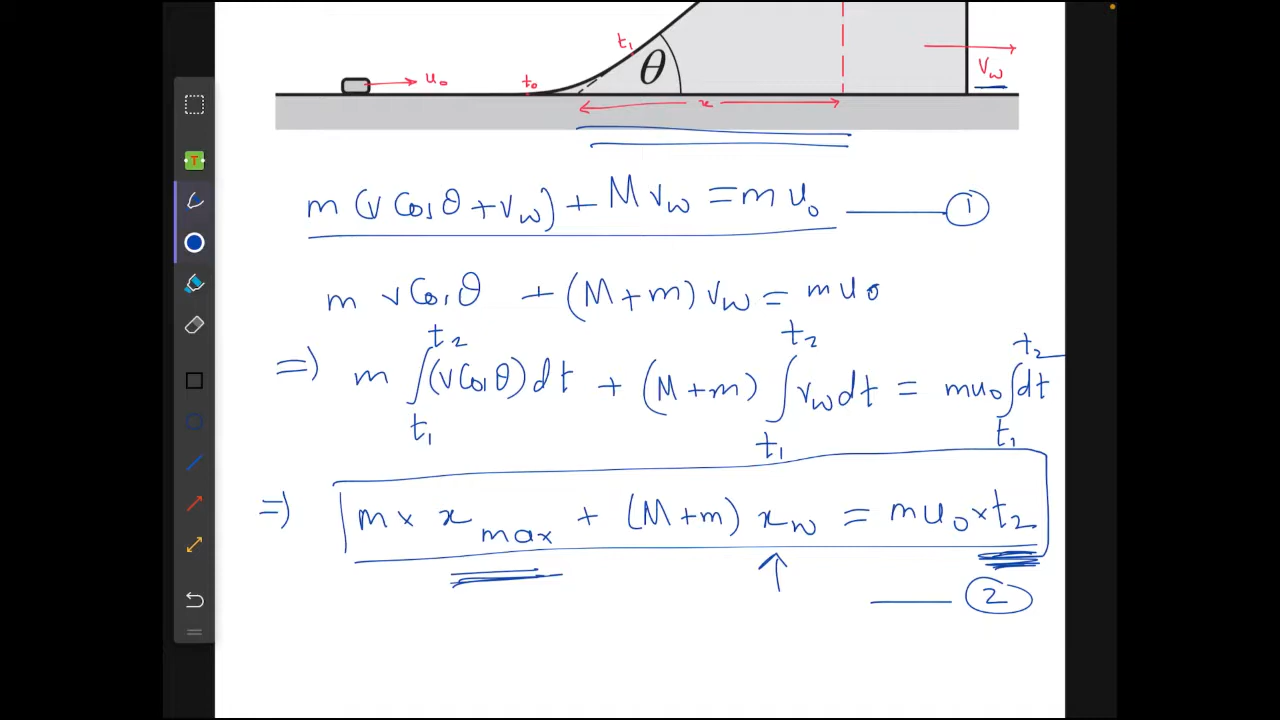 t₁
θ
u₀
t₀
x
V_w
m (v Cos θ + v_w) + M v_w = m u₀ ——— ①
m v Cos θ + (M + m) v_w = m u₀
⇒ m ∫_{t₁}^{t₂} (v Cos θ) dt + (M + m) ∫_{t₁}^{t₂} v_w dt = m u₀ ∫_{t₁}^{t₂} dt
⇒ m × x_max + (M + m) x_w = m u₀ × t₂
——— ②
T